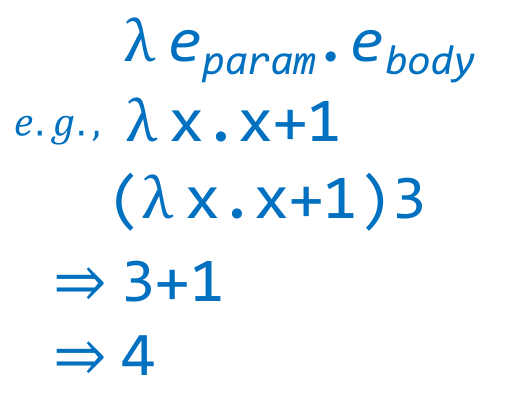 λ e_param.e_body
e.g., λ x.x+1
(λ x.x+1)3
⇒ 3+1
⇒ 4